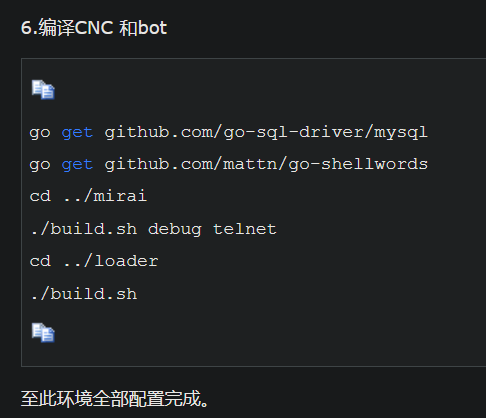 6.编译CNC 和bot
go get github.com/go-sql-driver/mysql
go get github.com/mattn/go-shellwords
cd ../mirai
./build.sh debug telnet
cd ../loader
./build.sh
至此环境全部配置完成。